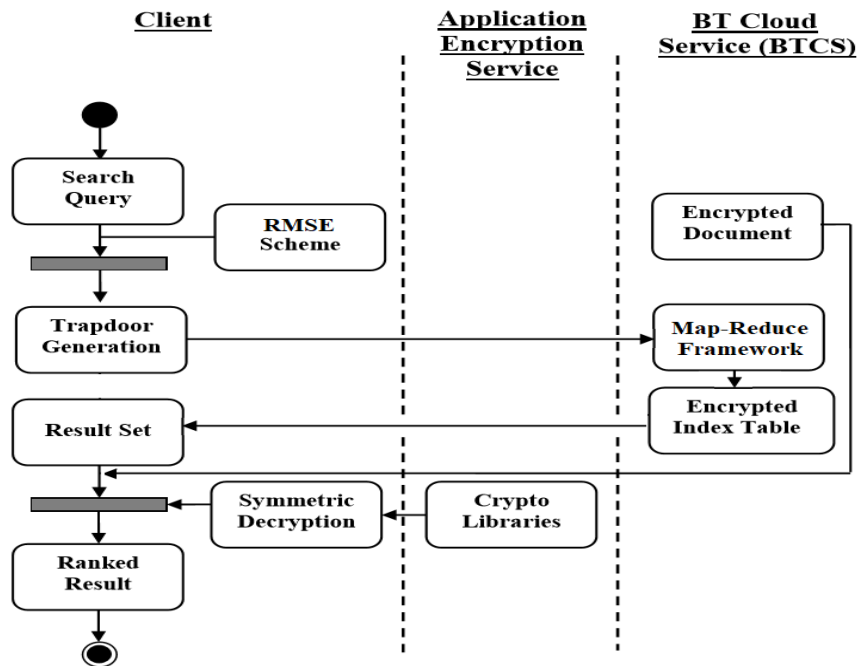 Client
Application
Encryption
Service
BT Cloud
Service (BTCS)
Search
Query
RMSE
Scheme
Encrypted
Document
Trapdoor
Generation
Map-Reduce
Framework
Result Set
Encrypted
Index Table
Symmetric
Decryption
Crypto
Libraries
Ranked
Result